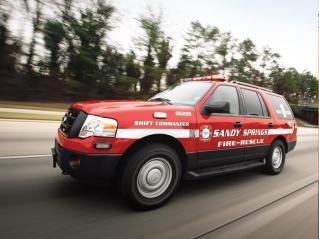 SHIFT COMMANDER
SANDY SPRINGS
FIRE-RESCUE